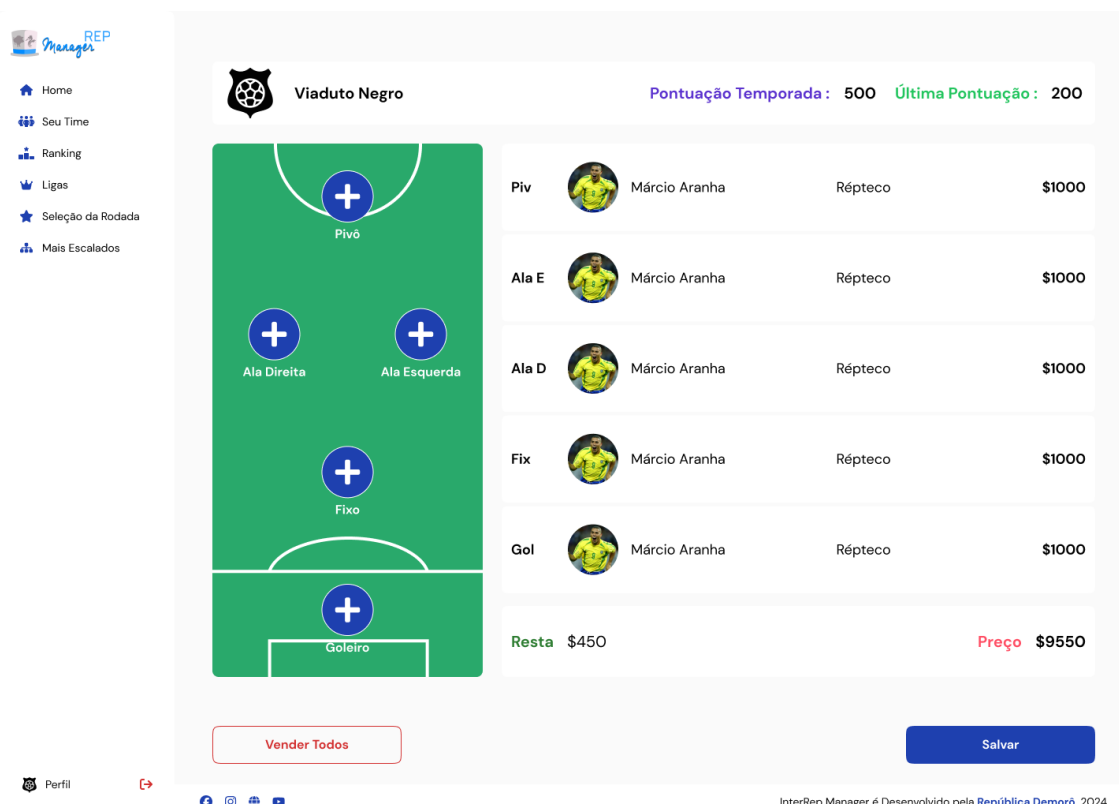 Manager REP
Home
Seu Time
Ranking
Ligas
Seleção da Rodada
Mais Escalados
Perfil
Viaduto Negro
Pontuação Temporada : 500 Última Pontuação : 200
Pivô
Ala Direita
Ala Esquerda
Fixo
Goleiro
Piv Márcio Aranha Répteco $1000
Ala E Márcio Aranha Répteco $1000
Ala D Márcio Aranha Répteco $1000
Fix Márcio Aranha Répteco $1000
Gol Márcio Aranha Répteco $1000
Resta $450 Preço $9550
Vender Todos
Salvar
InterRep Manager é Desenvolvido pela República Demorô, 2024